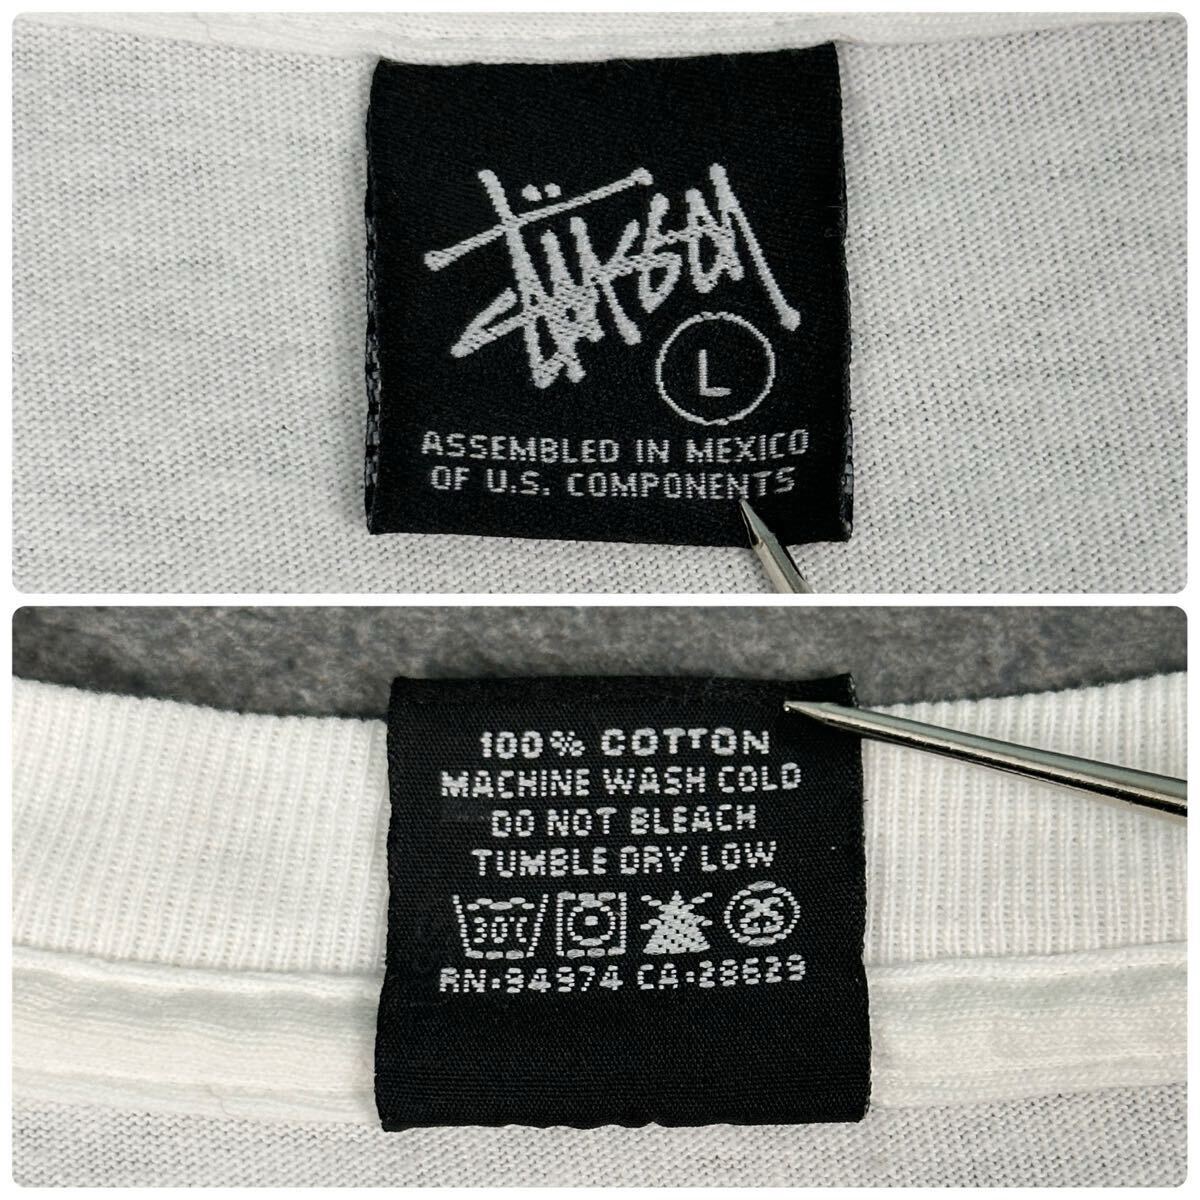 Stüssy
L
ASSEMBLED IN MEXICO
OF U.S. COMPONENTS
100% COTTON
MACHINE WASH COLD
DO NOT BLEACH
TUMBLE DRY LOW
30°C
RN:94974 CA:28629